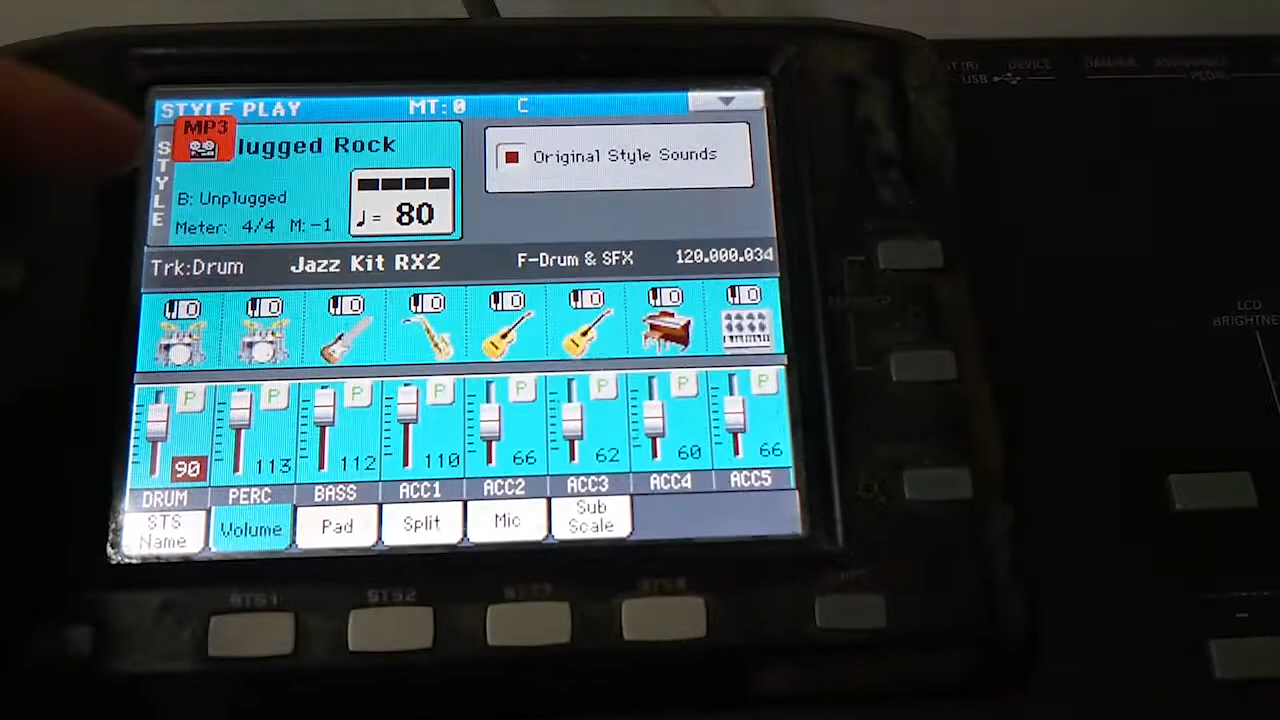 STYLE PLAY MT:0 C
MP3
lugged Rock
STYLE
Original Style Sounds
B: Unplugged
♩= 80
Meter: 4/4 M:-1
Trk:Drum Jazz Kit RX2 F-Drum & SFX 120.000.034
P P P P P P P P
90 113 112 110 66 62 60 66
DRUM PERC BASS ACC1 ACC2 ACC3 ACC4 ACC5
STS Name
Volume
Pad
Split
Mic
Sub Scale
STS1 STS2 STS3 STS4
USB
DEVICE
DAMPER
ASSIGNABLE
PEDAL
LCD
BRIGHTNE